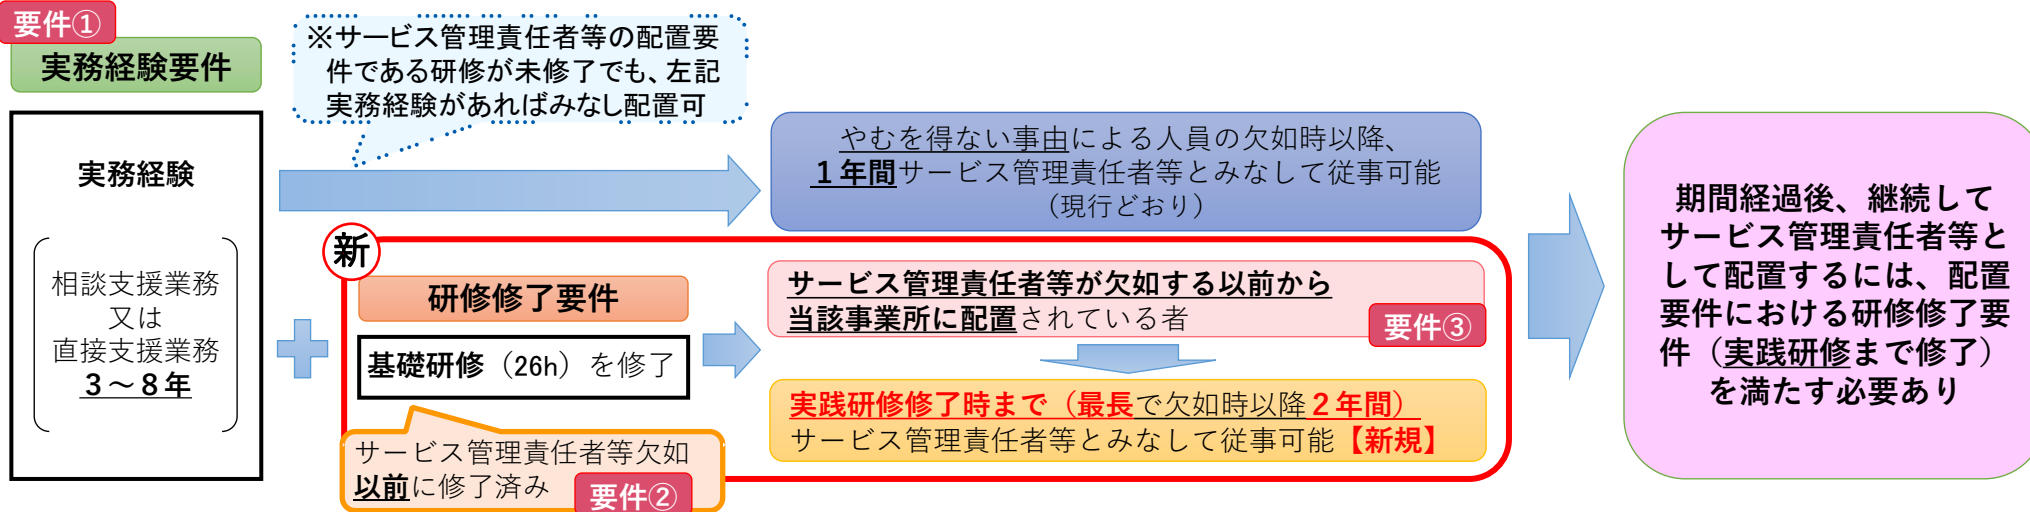 要件①
実務経験要件
※サービス管理責任者等の配置要
件である研修が未修了でも、左記
実務経験があればみなし配置可
実務経験
相談支援業務
又は
直接支援業務
３～８年
やむを得ない事由による人員の欠如時以降、
１年間サービス管理責任者等とみなして従事可能
（現行どおり）
新
研修修了要件
基礎研修（26h）を修了
サービス管理責任者等欠如
以前に修了済み
要件②
サービス管理責任者等が欠如する以前から
当該事業所に配置されている者
要件③
実践研修修了時まで（最長で欠如時以降２年間）
サービス管理責任者等とみなして従事可能【新規】
期間経過後、継続して
サービス管理責任者等と
して配置するには、配置
要件における研修修了要
件（実践研修まで修了）
を満たす必要あり